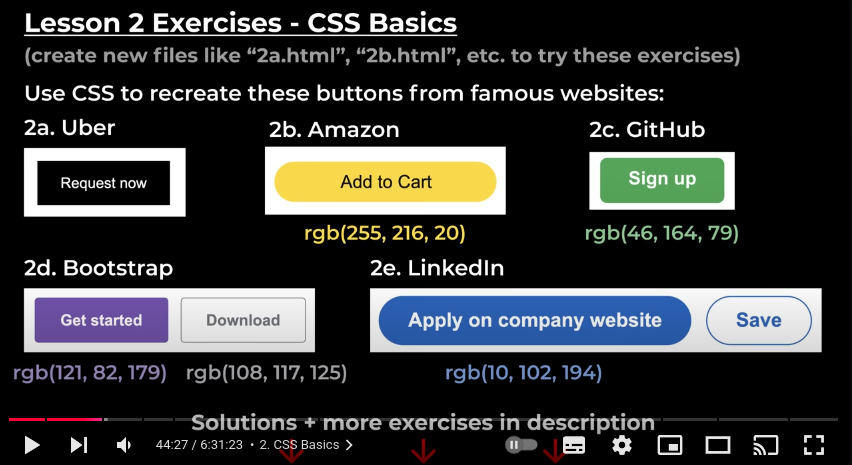 Lesson 2 Exercises - CSS Basics
(create new files like “2a.html”, “2b.html”, etc. to try these exercises)
Use CSS to recreate these buttons from famous websites:
2a. Uber
2b. Amazon
2c. GitHub
Request now
Add to Cart
Sign up
rgb(255, 216, 20)
rgb(46, 164, 79)
2d. Bootstrap
2e. LinkedIn
Get started
Download
Apply on company website
Save
rgb(121, 82, 179)
rgb(108, 117, 125)
rgb(10, 102, 194)
Solutions + more exercises in description
44:27 / 6:31:23 • 2. CSS Basics